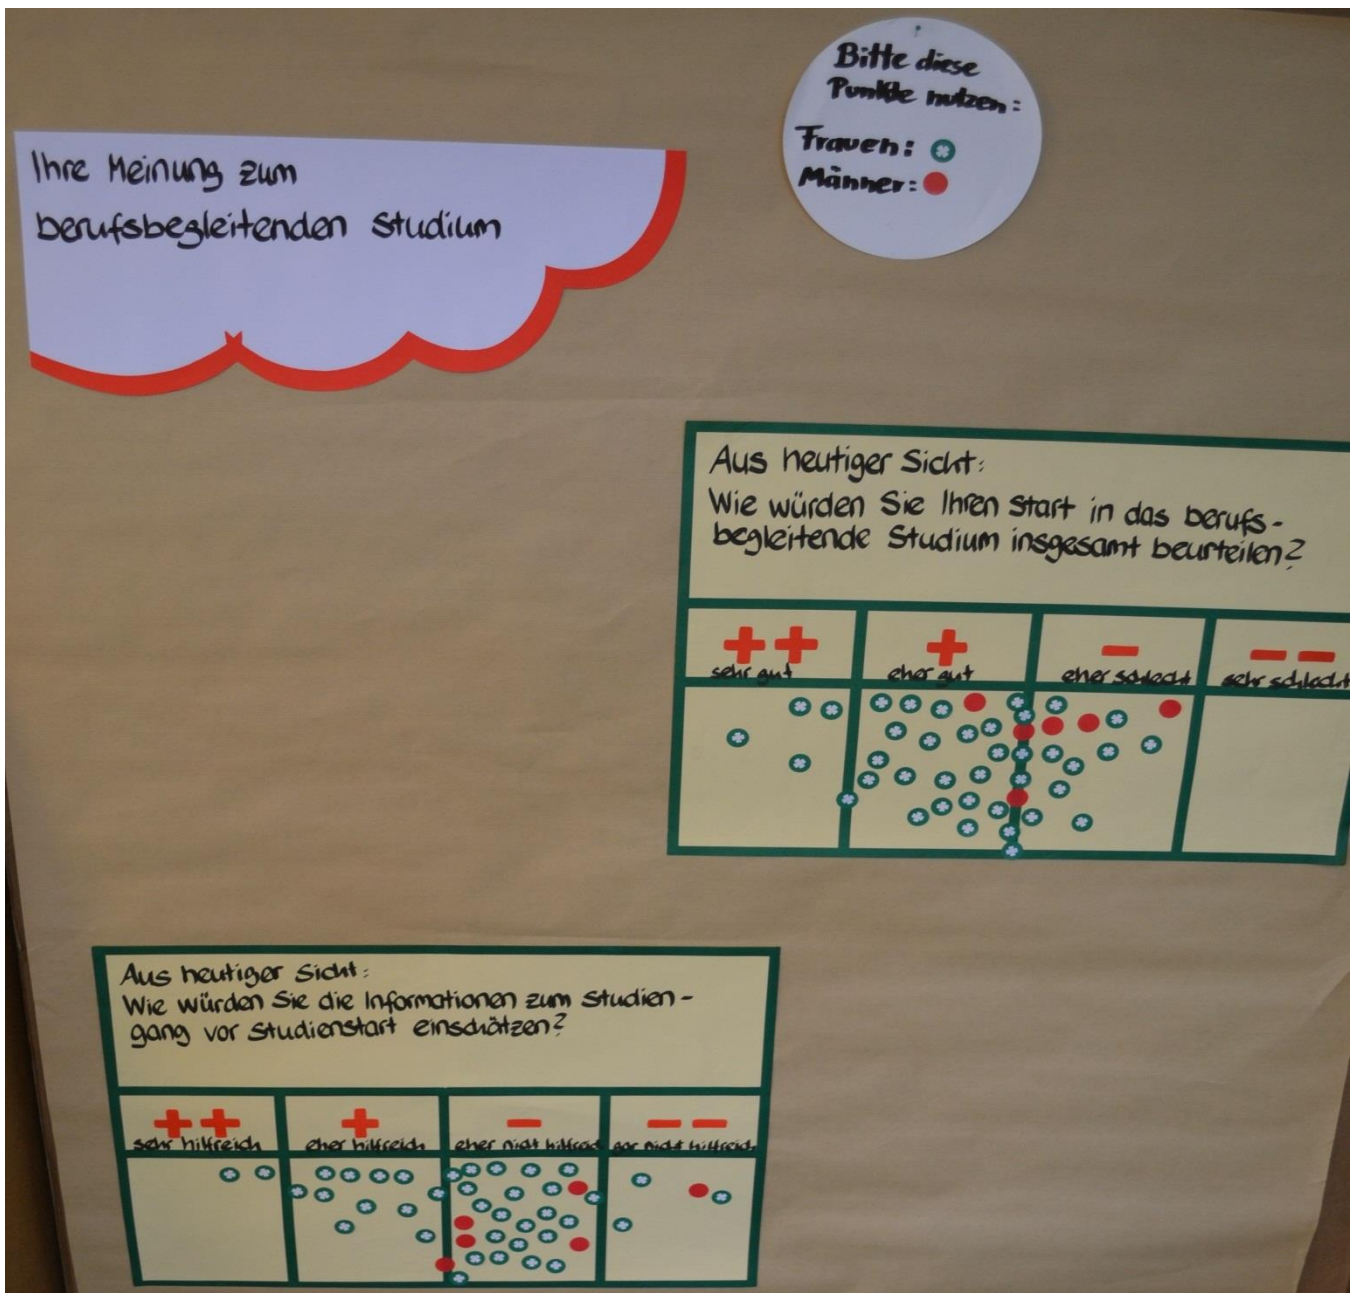 Bitte diese
Punkte nutzen:
Frauen:
Männer:
Ihre Meinung zum
berufsbegleitenden Studium
Aus heutiger Sicht:
Wie würden Sie Ihren Start in das berufs-
begleitende Studium insgesamt beurteilen?
++ + - --
sehr gut eher gut eher schlecht sehr schlecht
Aus heutiger Sicht:
Wie würden Sie die Informationen zum Studien-
gang vor Studienstart einschätzen?
++ + - --
sehr hilfreich eher hilfreich eher nicht hilfreich gar nicht hilfreich